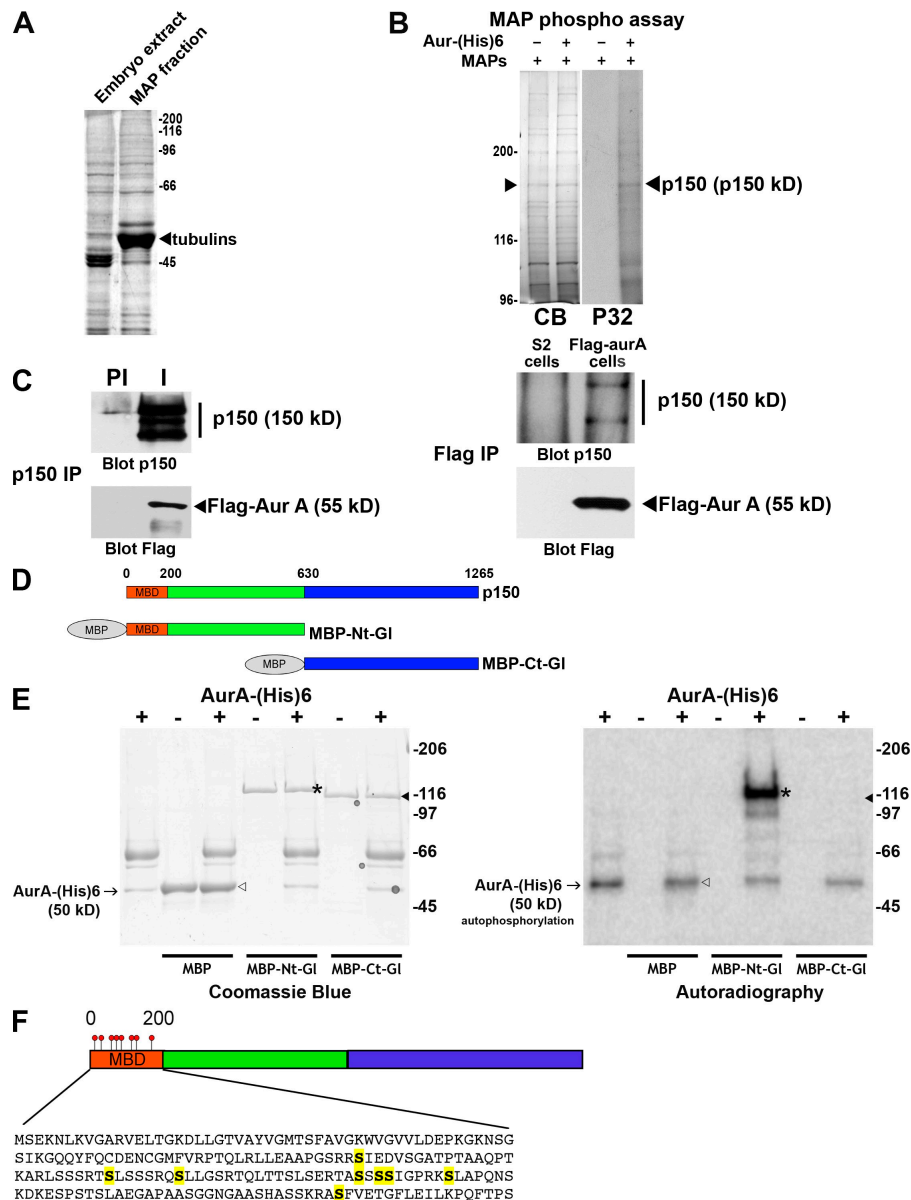 A
Embryo extract
MAP fraction
-200
-116
-96
-66
◄tubulins
-45
B
MAP phospho assay
Aur-(His)6 – + – +
MAPs + + + +
200-
◄p150 (p150 kD)
116-
96-
CB P32
C
PI I
p150 (150 kD)
Blot p150
p150 IP
◄Flag-Aur A (55 kD)
Blot Flag
S2 cells
Flag-aurA cells
p150 (150 kD)
Flag IP
Blot p150
◄Flag-Aur A (55 kD)
Blot Flag
D
0 200 630 1265
MBD p150
MBP MBD MBP-Nt-Gl
MBP MBP-Ct-Gl
E
AurA-(His)6
+ - + - + - +
-206
*
-116
-97
-66
AurA-(His)6 →
(50 kD)
-45
MBP MBP-Nt-Gl MBP-Ct-Gl
Coomassie Blue
AurA-(His)6
+ - + - + - +
-206
*
-116
-97
-66
AurA-(His)6 →
(50 kD)
autophosphorylation
-45
MBP MBP-Nt-Gl MBP-Ct-Gl
Autoradiography
F
0 200
MBD
MSEKNLKVGARVELTGKDLLGTVAYVGMTSFAVGKWVGVVLDEPKGKNSG
SIKGQQYFQCDENCGMFVRPTQLRLLEAAPGSRRSIEDVSGATPTAAQPT
KARLSSSRTSLSSSRQSLLGSRTQLTTSLSERTASSSSIGPRKSLAPQNS
KDKESPSTSLAEGAPAASGGNGAASHASSKRASFVETGFLEILKPQFTPS